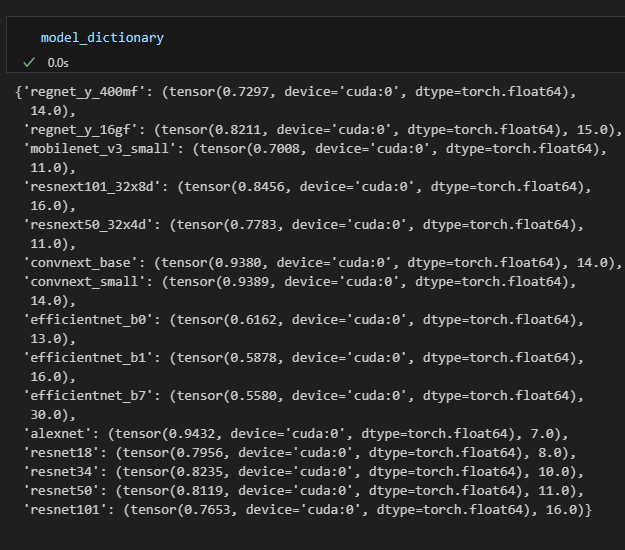 model_dictionary
0.0s
{'regnet_y_400mf': (tensor(0.7297, device='cuda:0', dtype=torch.float64),
14.0),
'regnet_y_16gf': (tensor(0.8211, device='cuda:0', dtype=torch.float64), 15.0),
'mobilenet_v3_small': (tensor(0.7008, device='cuda:0', dtype=torch.float64),
11.0),
'resnext101_32x8d': (tensor(0.8456, device='cuda:0', dtype=torch.float64),
16.0),
'resnext50_32x4d': (tensor(0.7783, device='cuda:0', dtype=torch.float64),
11.0),
'convnext_base': (tensor(0.9380, device='cuda:0', dtype=torch.float64), 14.0),
'convnext_small': (tensor(0.9389, device='cuda:0', dtype=torch.float64),
14.0),
'efficientnet_b0': (tensor(0.6162, device='cuda:0', dtype=torch.float64),
13.0),
'efficientnet_b1': (tensor(0.5878, device='cuda:0', dtype=torch.float64),
16.0),
'efficientnet_b7': (tensor(0.5580, device='cuda:0', dtype=torch.float64),
30.0),
'alexnet': (tensor(0.9432, device='cuda:0', dtype=torch.float64), 7.0),
'resnet18': (tensor(0.7956, device='cuda:0', dtype=torch.float64), 8.0),
'resnet34': (tensor(0.8235, device='cuda:0', dtype=torch.float64), 10.0),
'resnet50': (tensor(0.8119, device='cuda:0', dtype=torch.float64), 11.0),
'resnet101': (tensor(0.7653, device='cuda:0', dtype=torch.float64), 16.0)}